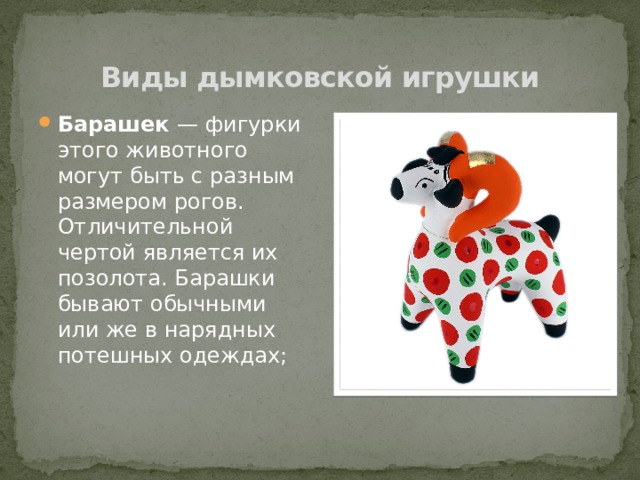 Виды дымковской игрушки
Барашек — фигурки
этого животного
могут быть с разным
размером рогов.
Отличительной
чертой является их
позолота. Барашки
бывают обычными
или же в нарядных
потешных одеждах;